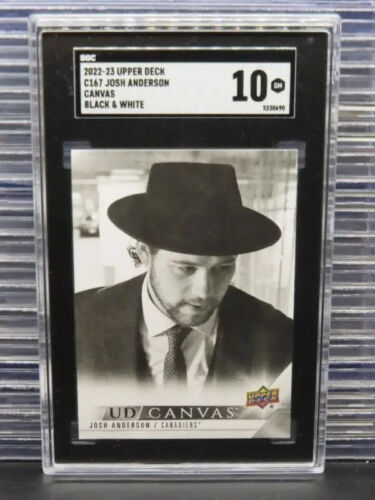 SGC
2022-23 UPPER DECK
C167 JOSH ANDERSON
CANVAS
BLACK & WHITE
10 GM
5230690
UPPER DECK
UD CANVAS
JOSH ANDERSON / CANADIENS